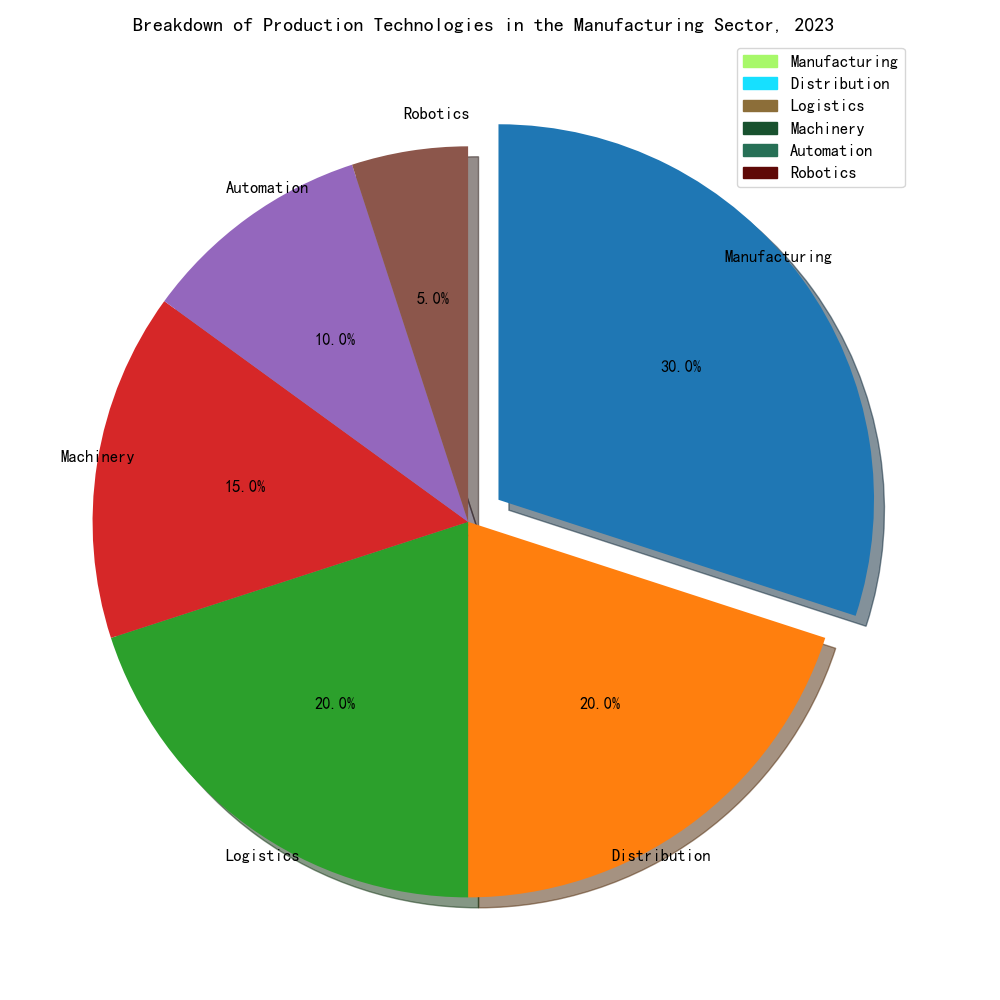 Breakdown of Production Technologies in the Manufacturing Sector, 2023
Manufacturing
Distribution
Logistics
Machinery
Automation
Robotics
Robotics
Automation
Manufacturing
5.0%
10.0%
30.0%
Machinery
15.0%
20.0%
20.0%
Logistics
Distribution